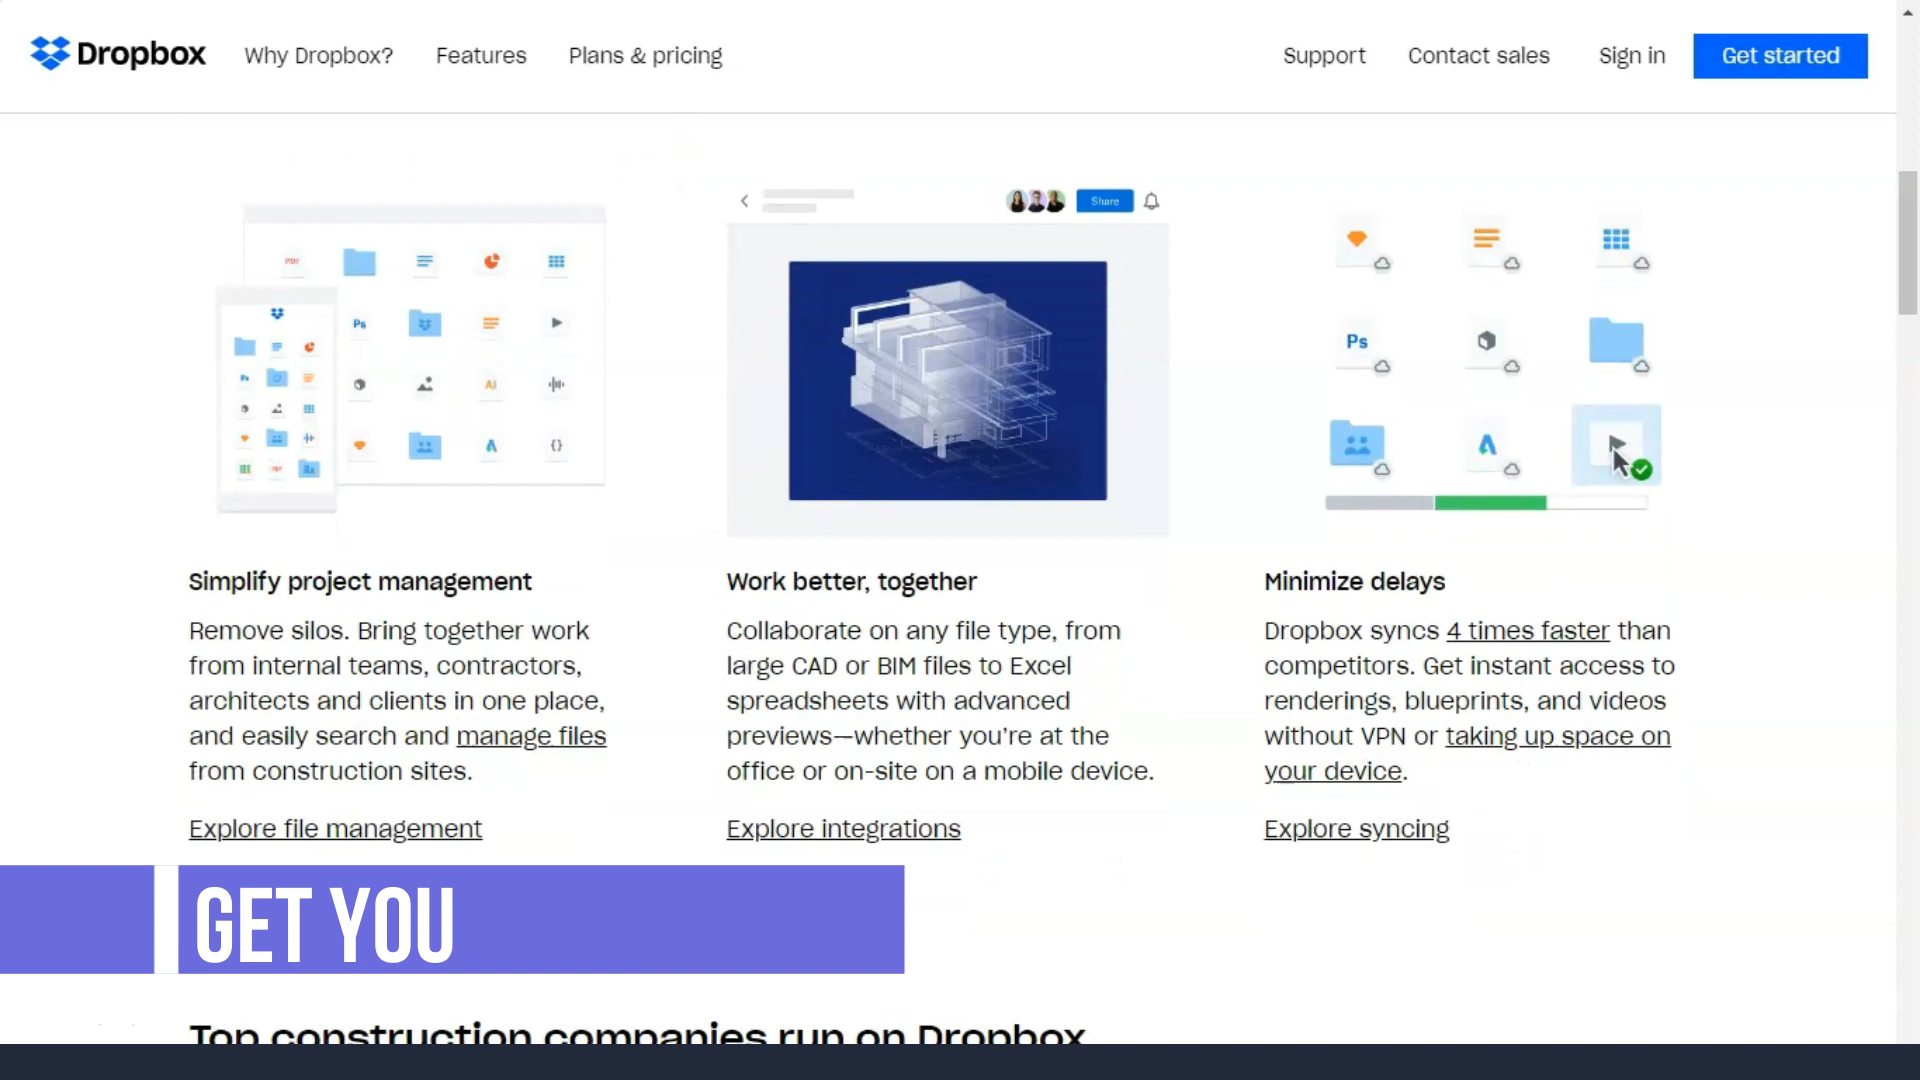 Dropbox Why Dropbox? Features Plans & pricing Support Contact sales Sign in Get started
Share
PDF
Ps
Ai
{}
Ps
PDF
Ps
Simplify project management
Remove silos. Bring together work
from internal teams, contractors,
architects and clients in one place,
and easily search and manage files
from construction sites.
Explore file management
Work better, together
Collaborate on any file type, from
large CAD or BIM files to Excel
spreadsheets with advanced
previews—whether you're at the
office or on-site on a mobile device.
Explore integrations
Minimize delays
Dropbox syncs 4 times faster than
competitors. Get instant access to
renderings, blueprints, and videos
without VPN or taking up space on
your device.
Explore syncing
GET YOU
Top construction companies run on Dropbox